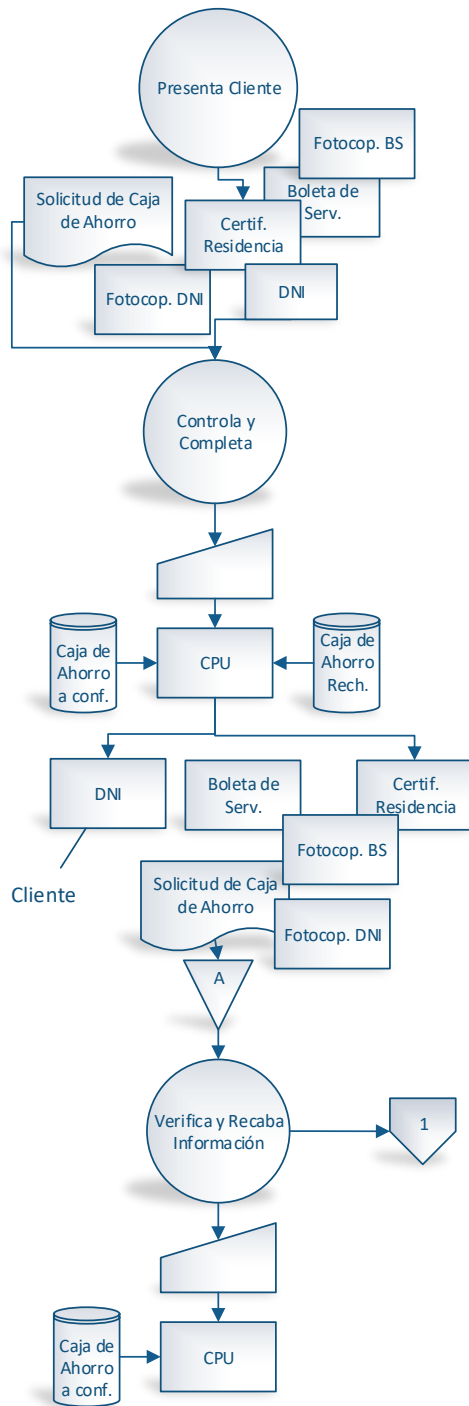 Presenta Cliente
Fotocop. BS
Boleta de
Serv.
Solicitud de Caja
de Ahorro
Certif.
Residencia
Fotocop. DNI
DNI
Controla y
Completa
Caja de
Ahorro
a conf.
CPU
Caja de
Ahorro
Rech.
DNI
Boleta de
Serv.
Certif.
Residencia
Fotocop. BS
Cliente
Solicitud de Caja
de Ahorro
Fotocop. DNI
A
Verifica y Recaba
Información
1
Caja de
Ahorro
a conf.
CPU